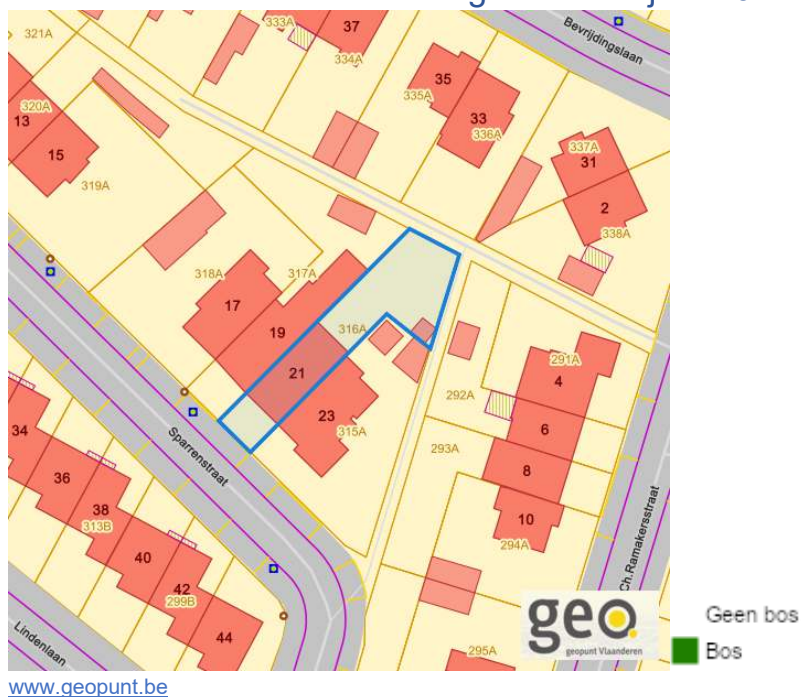 321A
333A
37
334A
Bevrijdingslaan
35
335A
33
336A
320A
13
15
319A
337A
31
2
338A
318A
317A
17
19
316A
21
23
315A
291A
4
292A
6
293A
8
10
294A
34
Sparrenstraat
36
38
313B
40
42
299B
44
Lindenlaan
Ch.Ramakersstraat
295A
geo.
geopunt Vlaanderen
Geen bos
Bos
www.geopunt.be